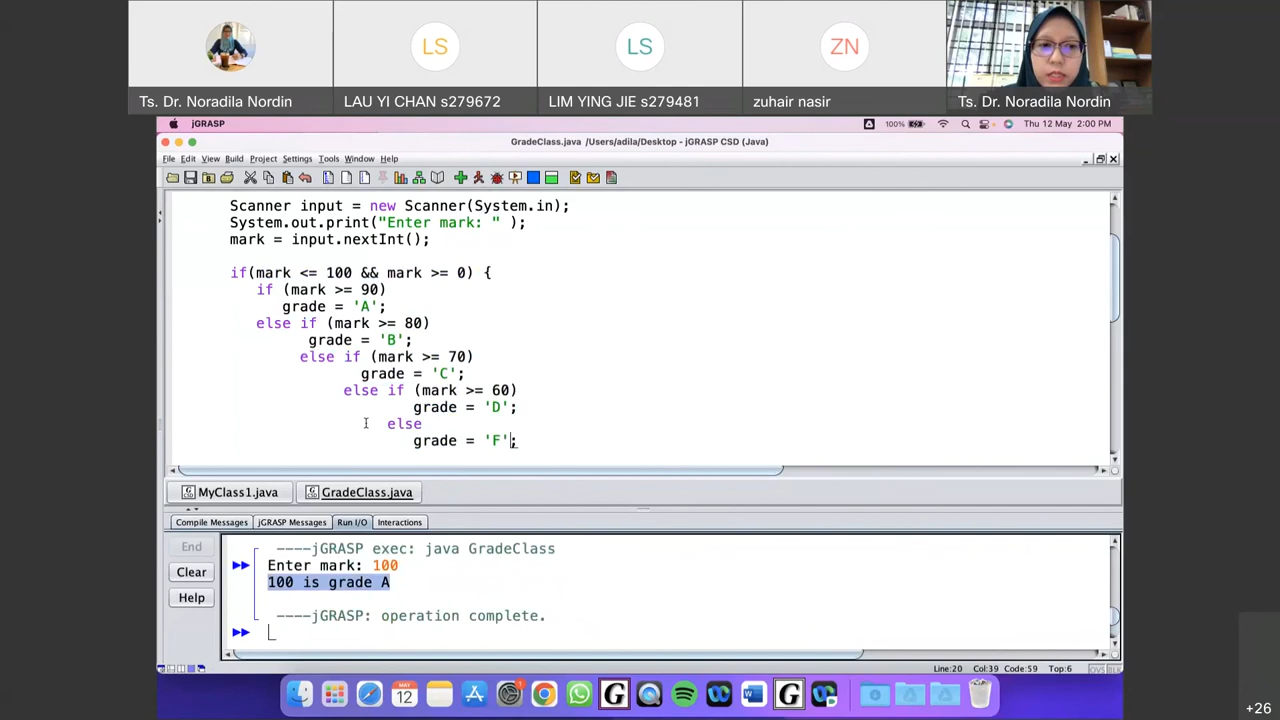 LS
LS
ZN
Ts. Dr. Noradila Nordin
LAU YI CHAN s279672
LIM YING JIE s279481
zuhair nasir
Ts. Dr. Noradila Nordin
jGRASP
100%
Thu 12 May 2:00 PM
GradeClass.java /Users/adila/Desktop - jGRASP CSD (Java)
File Edit View Build Project Settings Tools Window Help
Scanner input = new Scanner(System.in);
System.out.print("Enter mark: " );
mark = input.nextInt();
if(mark <= 100 && mark >= 0) {
if (mark >= 90)
grade = 'A';
else if (mark >= 80)
grade = 'B';
else if (mark >= 70)
grade = 'C';
else if (mark >= 60)
grade = 'D';
else
grade = 'F';
MyClass1.java
GradeClass.java
Compile Messages
jGRASP Messages
Run I/O
Interactions
End
Clear
Help
----jGRASP exec: java GradeClass
Enter mark: 100
100 is grade A
----jGRASP: operation complete.
Line:20 Col:39 Code:59 Top:6
OVS BLK
MAY
12
1
G
G
W
+26